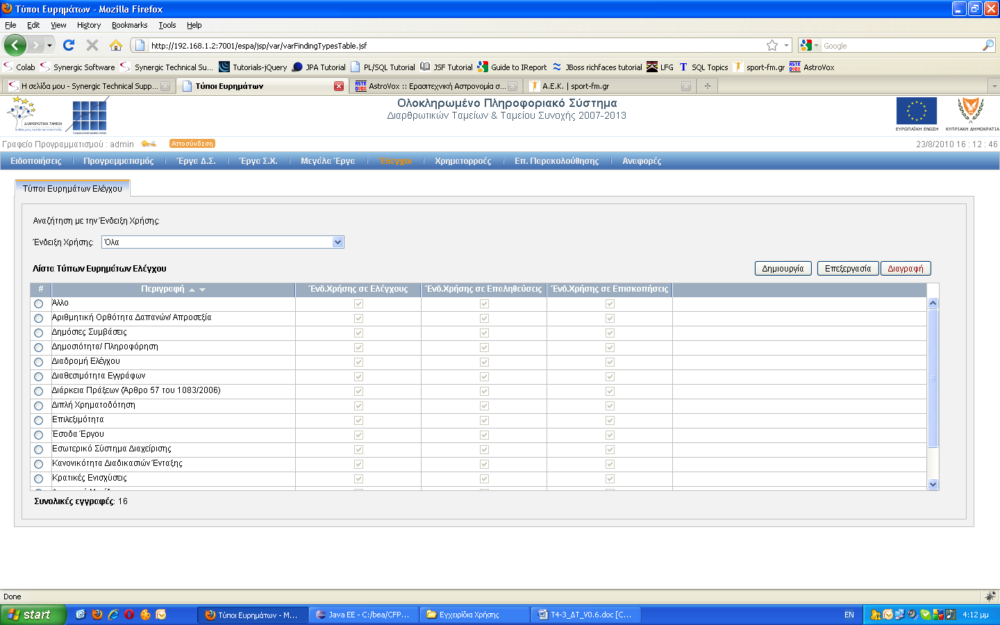 Τύποι Ευρημάτων - Mozilla Firefox
File Edit View History Bookmarks Tools Help
http://192.168.1.2:7001/espa/jsp/var/varFindingTypesTable.jsf
Google
Colab Synergic Software Synergic Technical Su... Tutorials-jQuery JPA Tutorial PL/SQL Tutorial JSF Tutorial Guide to IReport JBoss richfaces tutorial LFG SQL Topics sport-fm.gr AstroVox
Η σελίδα μου - Synergic Technical Supp... Τύποι Ευρημάτων AstroVox :: Ερασιτεχνική Αστρονομία σ... Α.Ε.Κ. | sport-fm.gr
Ολοκληρωμένο Πληροφοριακό Σύστημα
Διαρθρωτικών Ταμείων & Ταμείου Συνοχής 2007-2013
ΔΙΑΡΘΡΩΤΙΚΑ ΤΑΜΕΙΑ
ΕΥΡΩΠΑΪΚΗ ΕΝΩΣΗ ΚΥΠΡΙΑΚΗ ΔΗΜΟΚΡΑΤΙΑ
Γραφείο Προγραμματισμού : admin Αποσύνδεση 23/8/2010 16 : 12 : 46
Ειδοποιήσεις Προγραμματισμός Έργα Δ.Σ. Έργα Σ.Χ. Μεγάλα Έργα Έλεγχοι Χρηματορροές Επ. Παρακολούθησης Αναφορές
Τύποι Ευρημάτων Ελέγχου
Αναζήτηση με την Ένδειξη Χρήσης:
Ένδειξη Χρήσης: Όλα
Λίστα Τύπων Ευρημάτων Ελέγχου Δημιουργία Επεξεργασία Διαγραφή
# Περιγραφή Ένδ.Χρήσης σε Ελέγχους Ένδ.Χρήσης σε Επαληθεύσεις Ένδ.Χρήσης σε Επισκοπήσεις
Άλλο
Αριθμητική Ορθότητα Δαπανών/ Απροσεξία
Δημόσιες Συμβάσεις
Δημοσιότητα/ Πληροφόρηση
Διαδρομή Ελέγχου
Διαθεσιμότητα Εγγράφων
Διάρκεια Πράξεων (Άρθρο 57 του 1083/2006)
Διπλή Χρηματοδότηση
Επιλεξιμότητα
Έσοδα Έργου
Εσωτερικό Σύστημα Διαχείρισης
Κανονικότητα Διαδικασιών Ένταξης
Κρατικές Ενισχύσεις
Συνολικές εγγραφές: 16
Done
start Τύποι Ευρημάτων - M... Java EE - C:/bea/CFP... Εγχειρίδια Χρήσης T4-3_ΔΤ_V0.6.doc [C... EN 4:12 μμ